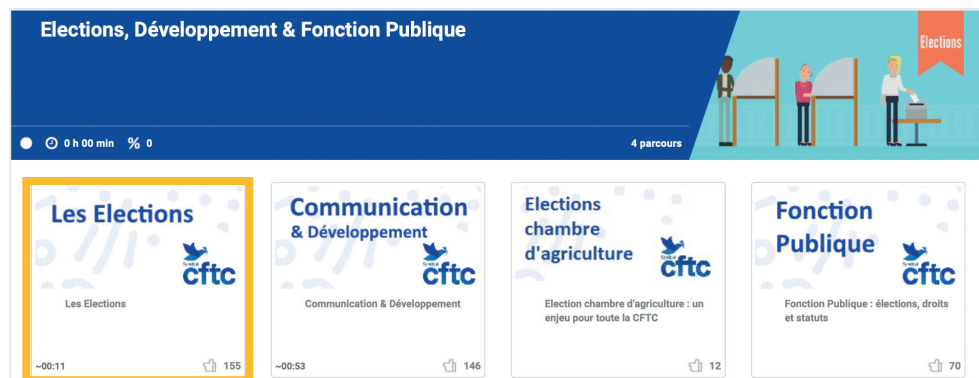 Elections, Développement & Fonction Publique
Elections
0 h 00 min % 0
4 parcours
Les Elections
cftc
Les Elections
~00:11
155
Communication
& Développement
cftc
Communication & Développement
~00:53
146
Elections
chambre
d'agriculture
cftc
Election chambre d'agriculture : un
enjeu pour toute la CFTC
12
Fonction
Publique
cftc
Fonction Publique : élections, droits
et statuts
70